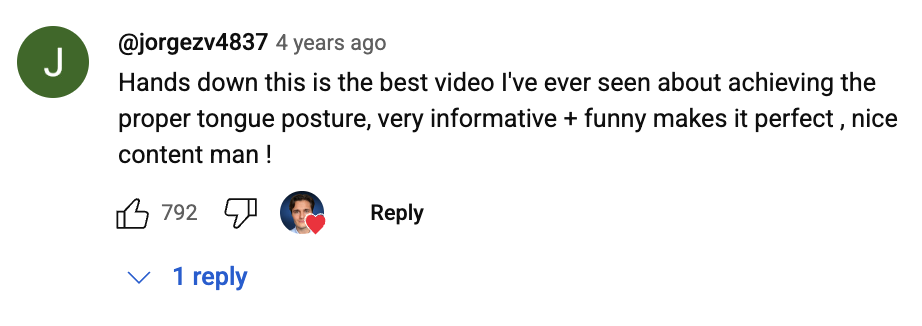 J
@jorgezv4837 4 years ago
Hands down this is the best video I've ever seen about achieving the
proper tongue posture, very informative + funny makes it perfect , nice
content man !
792 Reply
1 reply